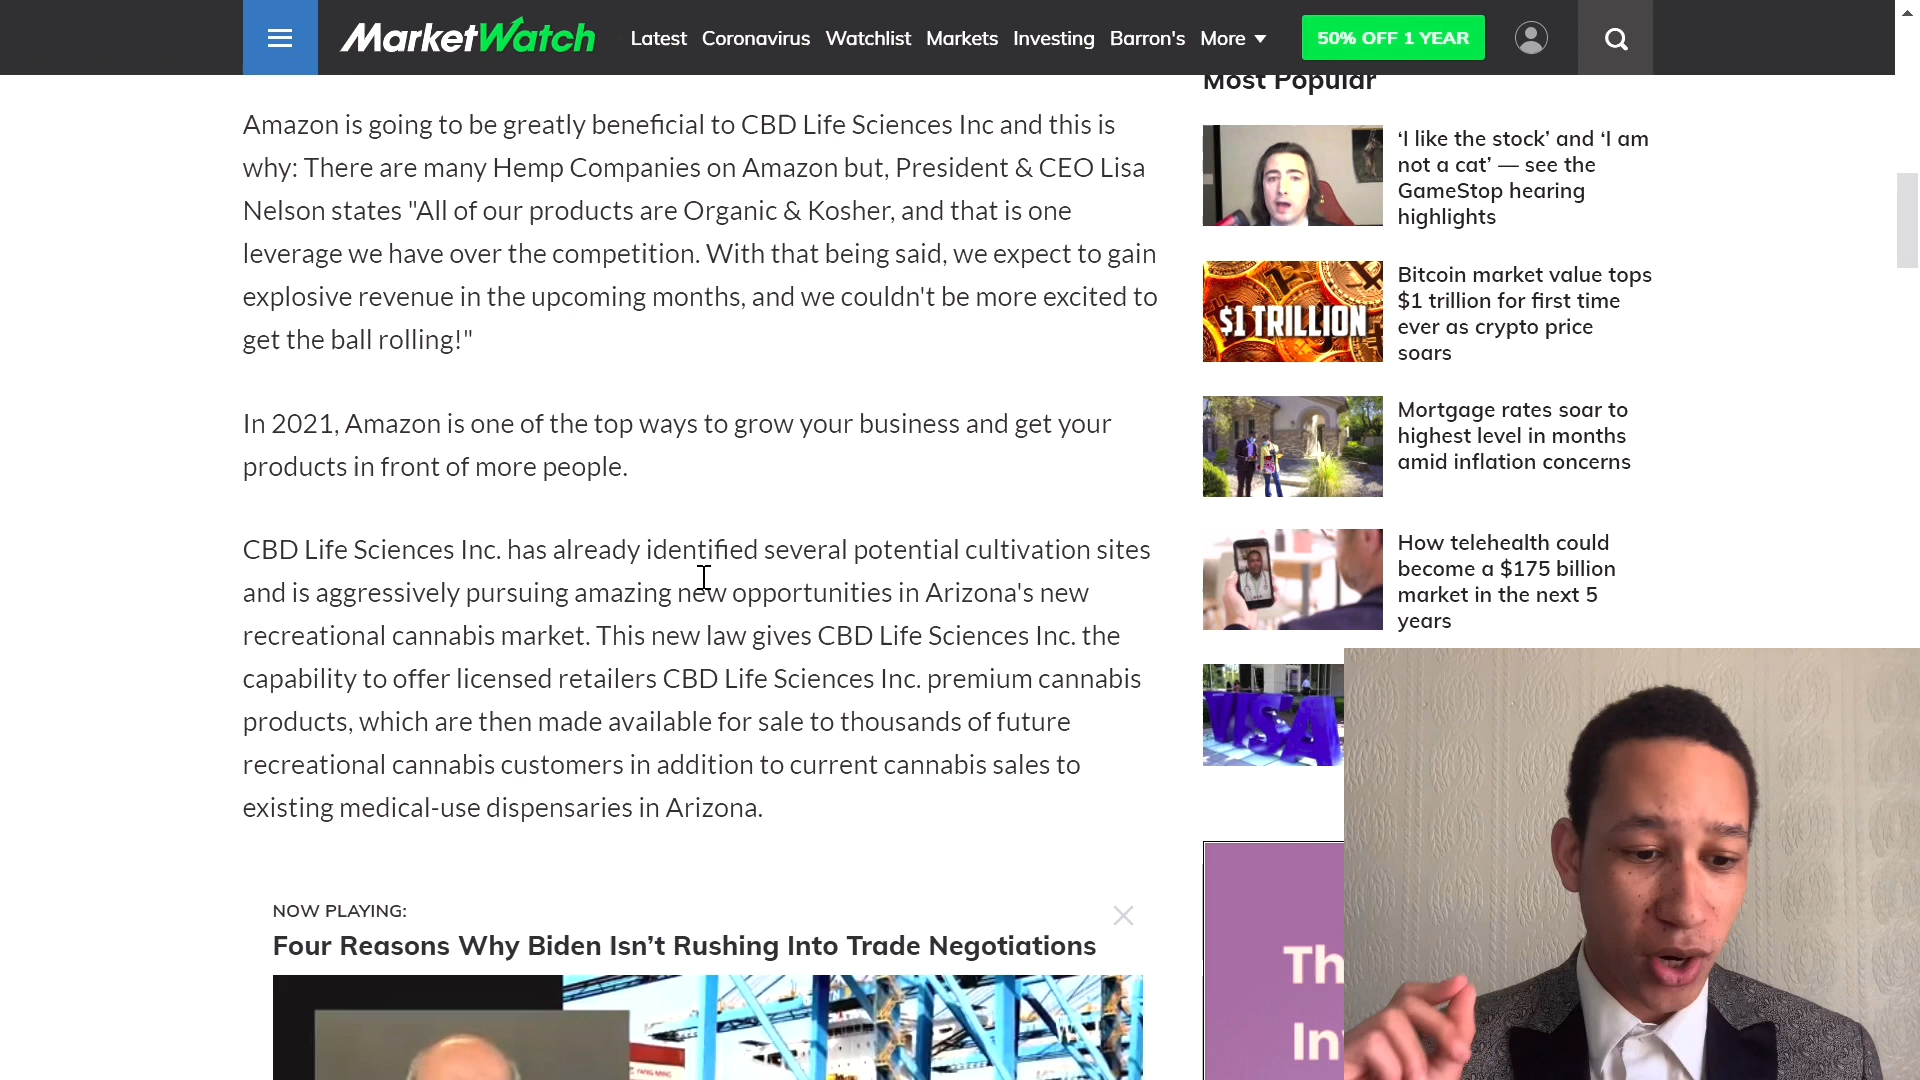 MarketWatch
Latest Coronavirus Watchlist Markets Investing Barron's More
50% OFF 1 YEAR
Most Popular
Amazon is going to be greatly beneficial to CBD Life Sciences Inc and this is
why: There are many Hemp Companies on Amazon but, President & CEO Lisa
Nelson states "All of our products are Organic & Kosher, and that is one
leverage we have over the competition. With that being said, we expect to gain
explosive revenue in the upcoming months, and we couldn't be more excited to
get the ball rolling!"
In 2021, Amazon is one of the top ways to grow your business and get your
products in front of more people.
CBD Life Sciences Inc. has already identified several potential cultivation sites
and is aggressively pursuing amazing new opportunities in Arizona's new
recreational cannabis market. This new law gives CBD Life Sciences Inc. the
capability to offer licensed retailers CBD Life Sciences Inc. premium cannabis
products, which are then made available for sale to thousands of future
recreational cannabis customers in addition to current cannabis sales to
existing medical-use dispensaries in Arizona.
NOW PLAYING:
Four Reasons Why Biden Isn’t Rushing Into Trade Negotiations
‘I like the stock’ and ‘I am
not a cat’ — see the
GameStop hearing
highlights
$1 TRILLION
Bitcoin market value tops
$1 trillion for first time
ever as crypto price
soars
Mortgage rates soar to
highest level in months
amid inflation concerns
How telehealth could
become a $175 billion
market in the next 5
years
VISA
Th
In